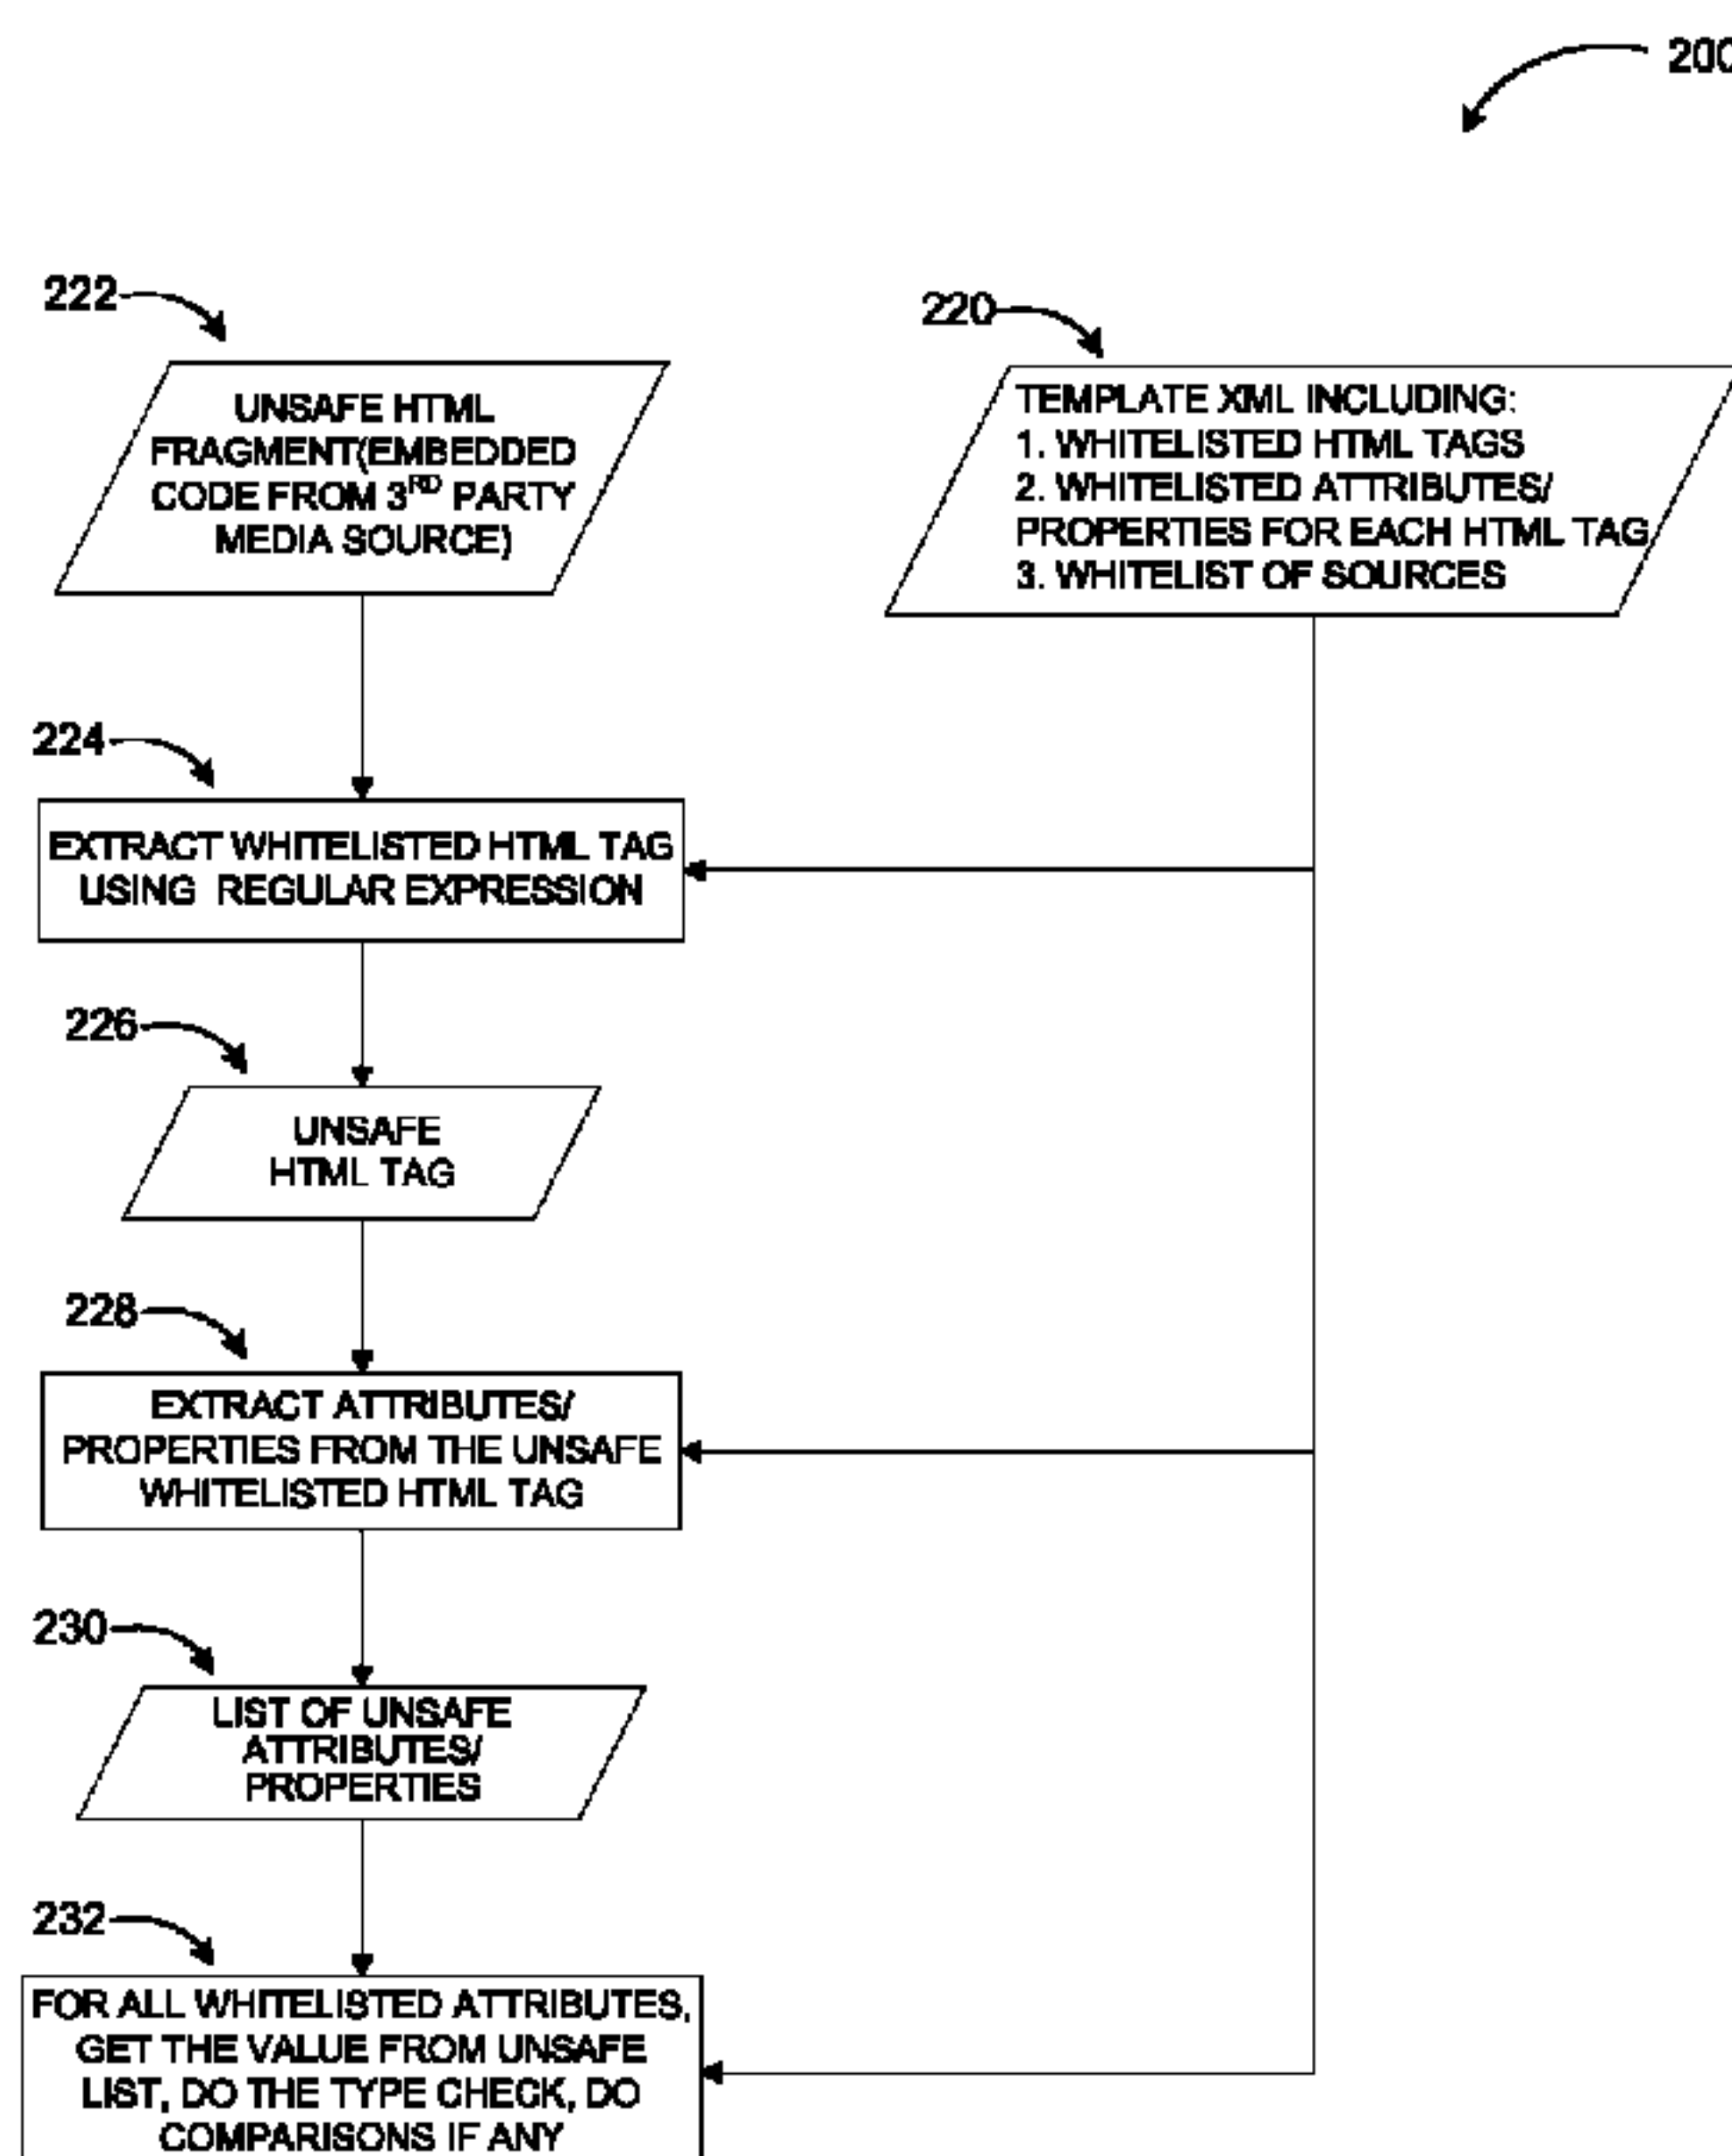 200
222
220
UNSAFE HTML
FRAGMENT(EMBEDDED
CODE FROM 3RD PARTY
MEDIA SOURCE)
TEMPLATE XML INCLUDING:
1. WHITELISTED HTML TAGS
2. WHITELISTED ATTRIBUTES/
PROPERTIES FOR EACH HTML TAG
3. WHITELIST OF SOURCES
224
EXTRACT WHITELISTED HTML TAG
USING REGULAR EXPRESSION
226
UNSAFE
HTML TAG
228
EXTRACT ATTRIBUTES/
PROPERTIES FROM THE UNSAFE
WHITELISTED HTML TAG
230
LIST OF UNSAFE
ATTRIBUTES/
PROPERTIES
232
FOR ALL WHITELISTED ATTRIBUTES,
GET THE VALUE FROM UNSAFE
LIST, DO THE TYPE CHECK, DO
COMPARISONS IF ANY